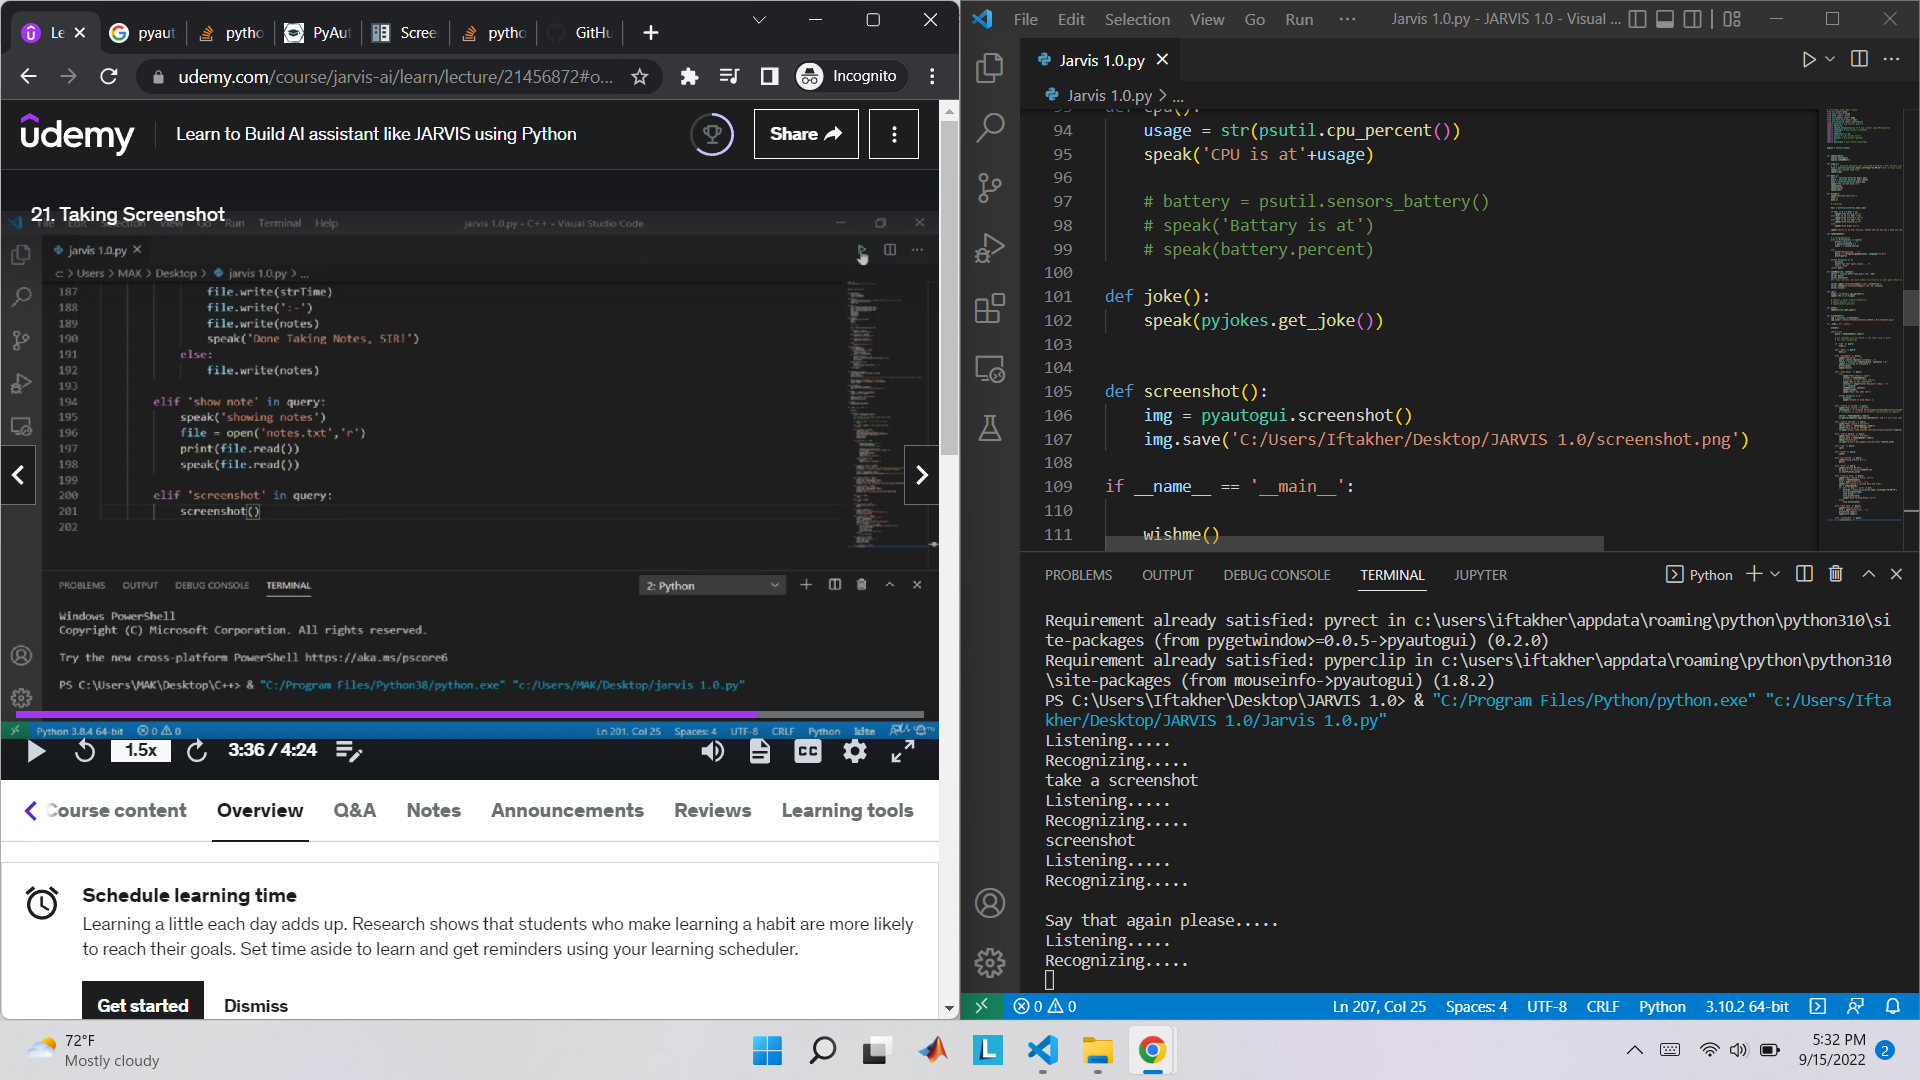 Le
pyaut
pytho
PyAut
Scree
pytho
GitHu
udemy.com/course/jarvis-ai/learn/lecture/21456872#o...
Incognito
ûdemy
Learn to Build AI assistant like JARVIS using Python
Share
21. Taking Screenshot
Run Terminal Help
jarvis 1.0.py - C++ - Visual Studio Code
jarvis 1.0.py
c: > Users > MAK > Desktop > jarvis 1.0.py > ...
187 file.write(strTime)
188 file.write(':-')
189 file.write(notes)
190 speak('Done Taking Notes, SIR!')
191 else:
192 file.write(notes)
193
194 elif 'show note' in query:
195 speak('showing notes')
196 file = open('notes.txt','r')
197 print(file.read())
198 speak(file.read())
199
200 elif 'screenshot' in query:
201 screenshot()
202
PROBLEMS OUTPUT DEBUG CONSOLE TERMINAL
2: Python
Windows PowerShell
Copyright (C) Microsoft Corporation. All rights reserved.
Try the new cross-platform PowerShell https://aka.ms/pscore6
PS C:\Users\MAK\Desktop\C++> & "C:/Program Files/Python38/python.exe" "c:/Users/MAK/Desktop/jarvis 1.0.py"
Python 3.8.4 64-bit 0 0
Ln 201, Col 25 Spaces: 4 UTF-8 CRLF Python
1.5x
3:36 / 4:24
CC
Course content
Overview
Q&A
Notes
Announcements
Reviews
Learning tools
Schedule learning time
Learning a little each day adds up. Research shows that students who make learning a habit are more likely
to reach their goals. Set time aside to learn and get reminders using your learning scheduler.
Get started
Dismiss
File Edit Selection View Go Run ...
Jarvis 1.0.py - JARVIS 1.0 - Visual ...
Jarvis 1.0.py
Jarvis 1.0.py > ...
93 def cpu():
94 usage = str(psutil.cpu_percent())
95 speak('CPU is at'+usage)
96
97 # battery = psutil.sensors_battery()
98 # speak('Battary is at')
99 # speak(battery.percent)
100
101 def joke():
102 speak(pyjokes.get_joke())
103
104
105 def screenshot():
106 img = pyautogui.screenshot()
107 img.save('C:/Users/Iftakher/Desktop/JARVIS 1.0/screenshot.png')
108
109 if __name__ == '__main__':
110
111 wishme()
PROBLEMS OUTPUT DEBUG CONSOLE TERMINAL JUPYTER
Python
Requirement already satisfied: pyrect in c:\users\iftakher\appdata\roaming\python\python310\si
te-packages (from pygetwindow>=0.0.5->pyautogui) (0.2.0)
Requirement already satisfied: pyperclip in c:\users\iftakher\appdata\roaming\python\python310
\site-packages (from mouseinfo->pyautogui) (1.8.2)
PS C:\Users\Iftakher\Desktop\JARVIS 1.0> & "C:/Program Files/Python/python.exe" "c:/Users/Ifta
kher/Desktop/JARVIS 1.0/Jarvis 1.0.py"
Listening.....
Recognizing.....
take a screenshot
Listening.....
Recognizing.....
screenshot
Listening.....
Recognizing.....
Say that again please.....
Listening.....
Recognizing.....
0 0
Ln 207, Col 25 Spaces: 4 UTF-8 CRLF Python 3.10.2 64-bit
72°F
Mostly cloudy
5:32 PM
9/15/2022
2